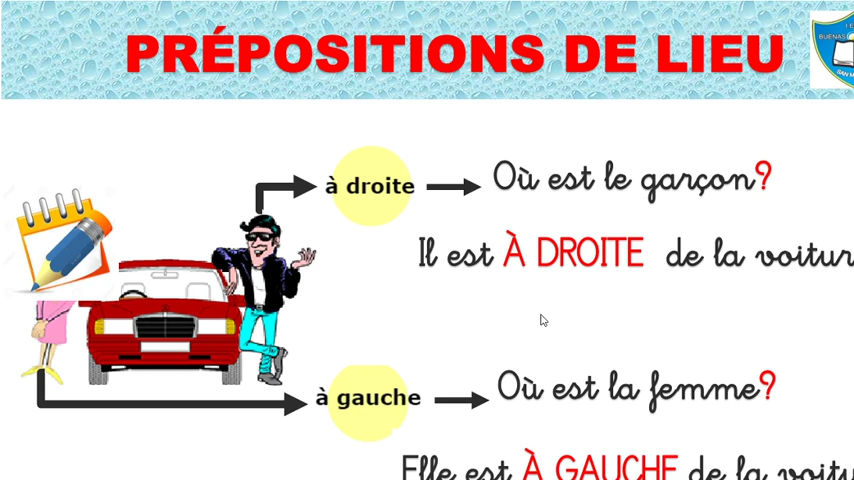 PRÉPOSITIONS DE LIEU
BUENAS
à droite
Où est le garçon?
Il est À DROITE de la voitur
à gauche
Où est la femme?
Elle est À GAUCHE de la voitu